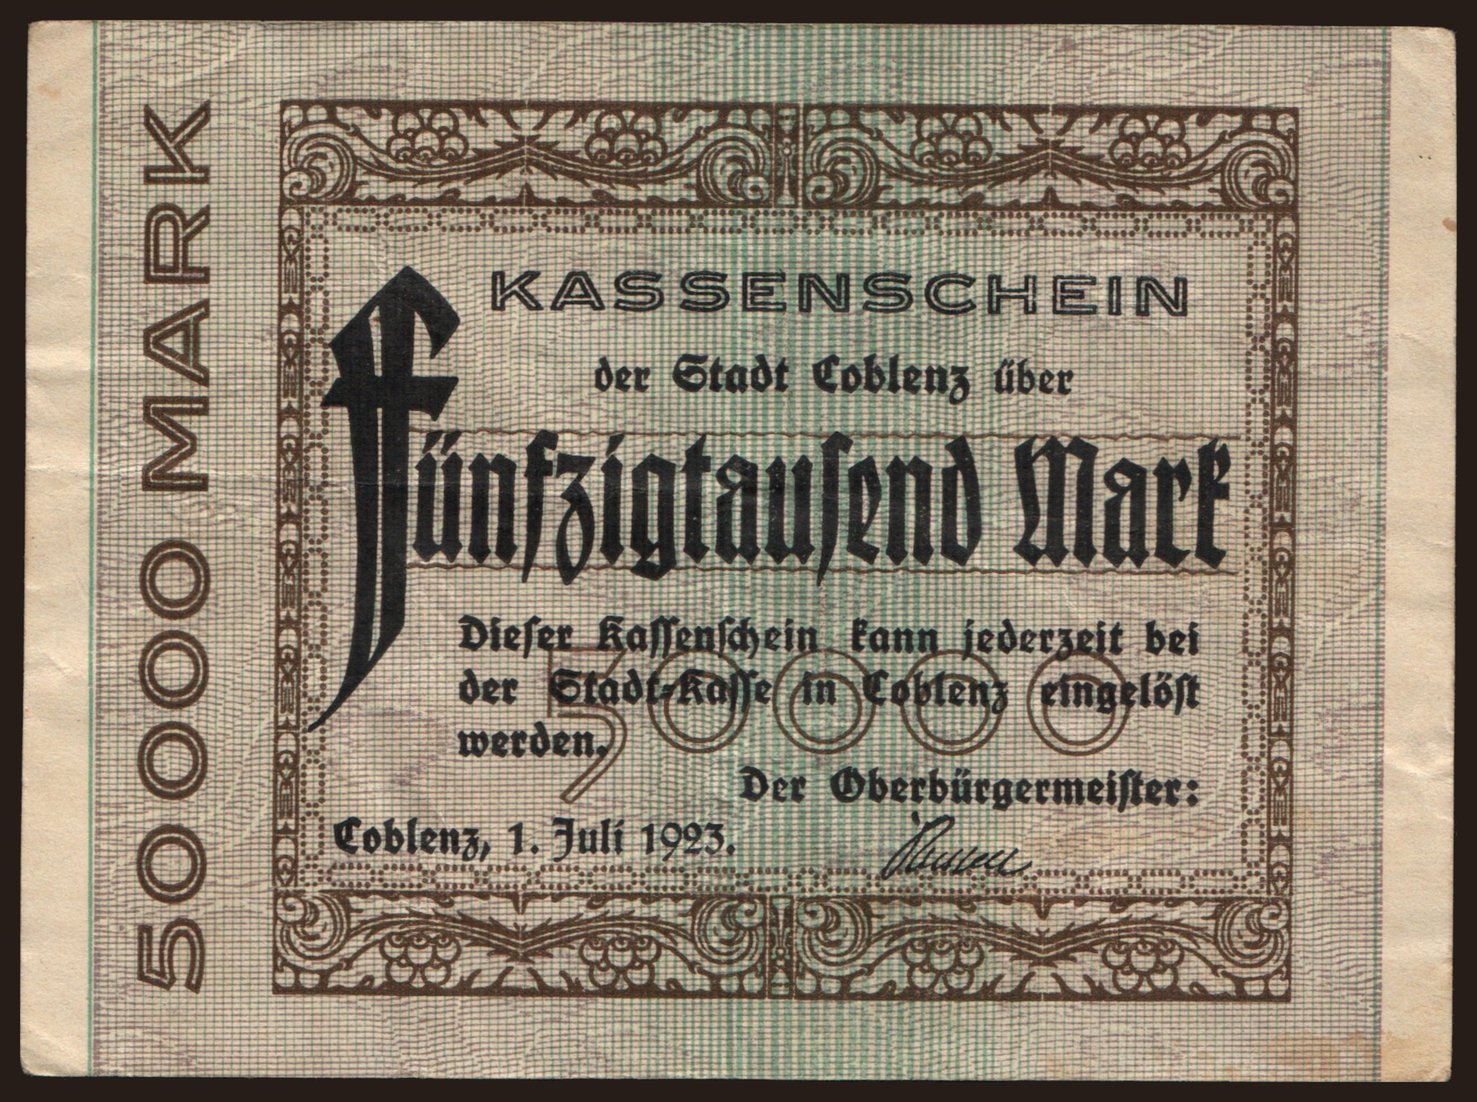 50000 MARK
KASSENSCHEIN
der Stadt Coblenz über
Fünfzigtausend Mark
Dieser Kassenschein kann jederzeit bei
der Stadt-Kasse in Coblenz eingelöst
werden.
50000
Der Oberbürgermeister:
Coblenz, 1. Juli 1923.